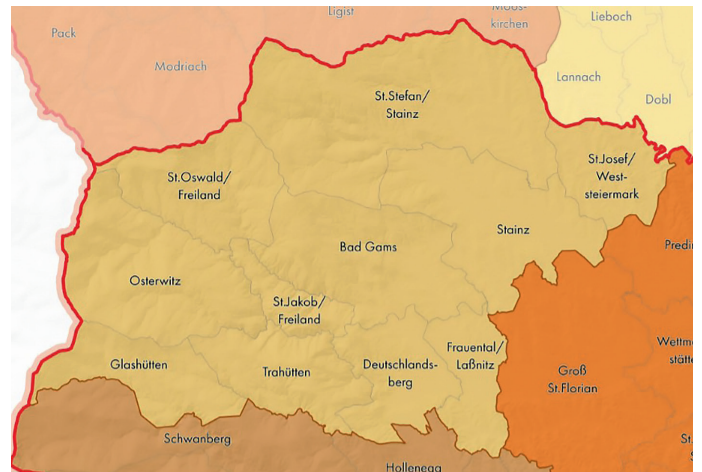 Ligist
Moos-
kirchen
Lieboch
Pack
Modriach
Lannach
Dobl
St.Stefan/
Stainz
St.Josef/
West-
steiermark
St.Oswald/
Freiland
Stainz
Bad Gams
Predin
Osterwitz
St.Jakob/
Freiland
Wettm
stätte
Frauental/
Laßnitz
Glashütten
Trahütten
Deutschlands-
berg
Groß
St.Florian
Schwanberg
St.
S
Hollenegg